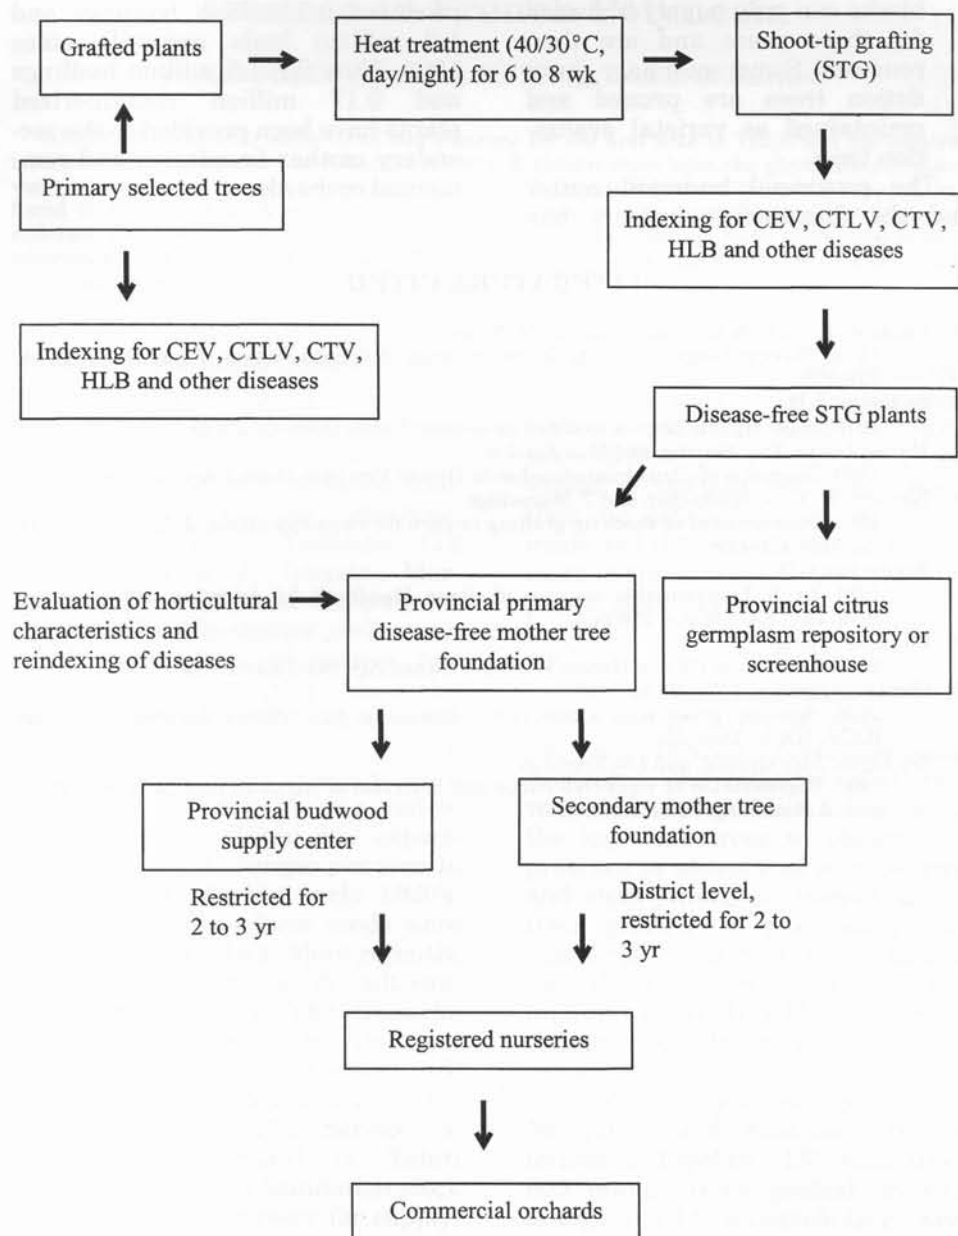 Grafted plants
Heat treatment (40/30°C,
day/night) for 6 to 8 wk
Shoot-tip grafting
(STG)
Primary selected trees
Indexing for CEV, CTLV, CTV,
HLB and other diseases
Indexing for CEV, CTLV, CTV,
HLB and other diseases
Disease-free STG plants
Evaluation of horticultural
characteristics and
reindexing of diseases
Provincial primary
disease-free mother tree
foundation
Provincial citrus
germplasm repository or
screenhouse
Provincial budwood
supply center
Secondary mother tree
foundation
Restricted for
2 to 3 yr
District level,
restricted for 2 to
3 yr
Registered nurseries
Commercial orchards